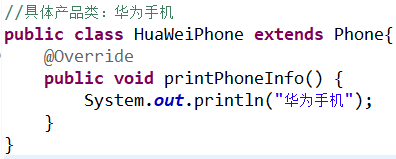 //具体产品类：华为手机
public class HuaWeiPhone extends Phone{
    @Override
    public void printPhoneInfo() {
        System.out.println("华为手机");
    }
}